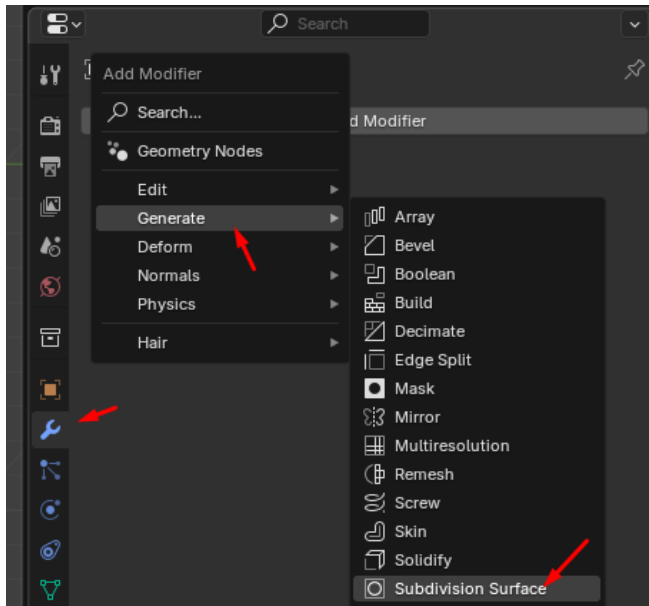 Search
Add Modifier
Search...
d Modifier
Geometry Nodes
Edit
Generate
Deform
Normals
Physics
Hair
Array
Bevel
Boolean
Build
Decimate
Edge Split
Mask
Mirror
Multiresolution
Remesh
Screw
Skin
Solidify
Subdivision Surface